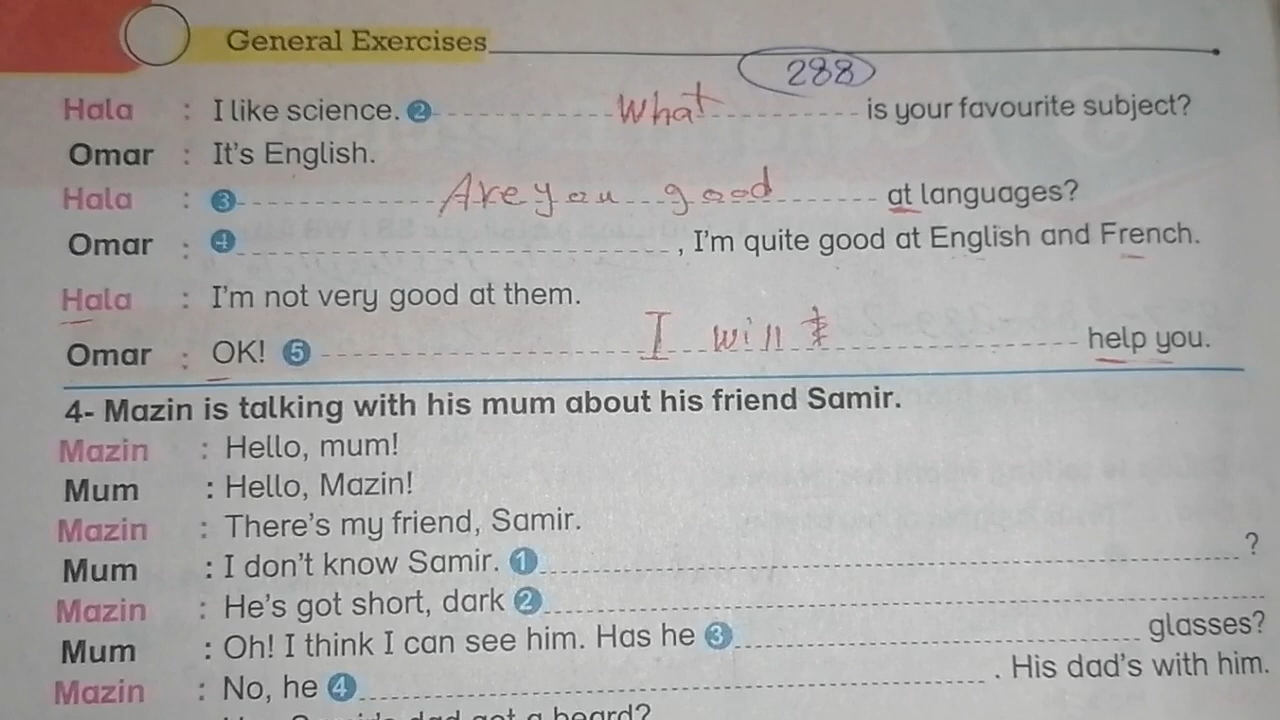 General Exercises
288
Hala : I like science. 2 What is your favourite subject?
Omar : It's English.
Hala : 3 Are you good at languages?
Omar : 4 , I'm quite good at English and French.
Hala : I'm not very good at them.
Omar : OK! 5 I will help you.
4- Mazin is talking with his mum about his friend Samir.
Mazin : Hello, mum!
Mum : Hello, Mazin!
Mazin : There's my friend, Samir.
Mum : I don't know Samir. 1 ?
Mazin : He's got short, dark 2
Mum : Oh! I think I can see him. Has he 3 glasses?
Mazin : No, he 4 . His dad's with him.
dad got a beard?